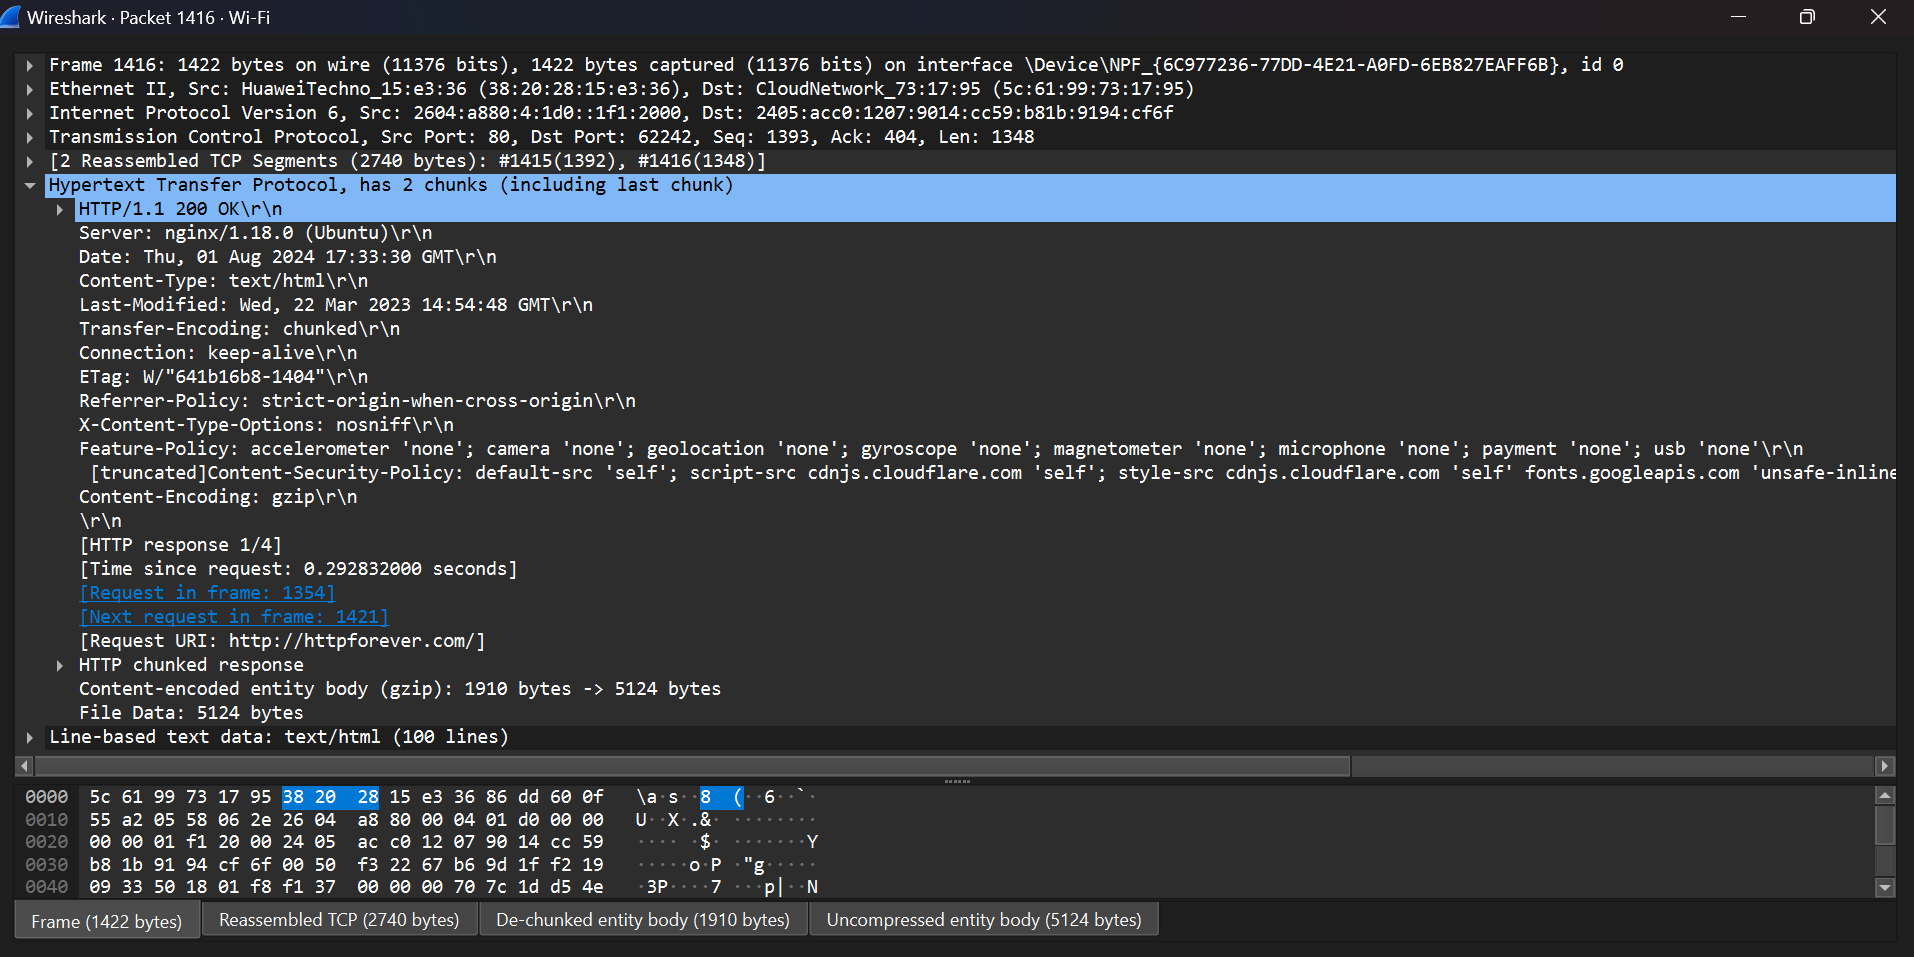 Wireshark · Packet 1416 · Wi-Fi
Frame 1416: 1422 bytes on wire (11376 bits), 1422 bytes captured (11376 bits) on interface \Device\NPF_{6C977236-77DD-4E21-A0FD-6EB827EAFF6B}, id 0
Ethernet II, Src: HuaweiTechno_15:e3:36 (38:20:28:15:e3:36), Dst: CloudNetwork_73:17:95 (5c:61:99:73:17:95)
Internet Protocol Version 6, Src: 2604:a880:4:1d0::1f1:2000, Dst: 2405:acc0:1207:9014:cc59:b81b:9194:cf6f
Transmission Control Protocol, Src Port: 80, Dst Port: 62242, Seq: 1393, Ack: 404, Len: 1348
[2 Reassembled TCP Segments (2740 bytes): #1415(1392), #1416(1348)]
Hypertext Transfer Protocol, has 2 chunks (including last chunk)
HTTP/1.1 200 OK\r\n
Server: nginx/1.18.0 (Ubuntu)\r\n
Date: Thu, 01 Aug 2024 17:33:30 GMT\r\n
Content-Type: text/html\r\n
Last-Modified: Wed, 22 Mar 2023 14:54:48 GMT\r\n
Transfer-Encoding: chunked\r\n
Connection: keep-alive\r\n
ETag: W/"641b16b8-1404"\r\n
Referrer-Policy: strict-origin-when-cross-origin\r\n
X-Content-Type-Options: nosniff\r\n
Feature-Policy: accelerometer 'none'; camera 'none'; geolocation 'none'; gyroscope 'none'; magnetometer 'none'; microphone 'none'; payment 'none'; usb 'none'\r\n
[truncated]Content-Security-Policy: default-src 'self'; script-src cdnjs.cloudflare.com 'self'; style-src cdnjs.cloudflare.com 'self' fonts.googleapis.com 'unsafe-inline
Content-Encoding: gzip\r\n
\r\n
[HTTP response 1/4]
[Time since request: 0.292832000 seconds]
[Request in frame: 1354]
[Next request in frame: 1421]
[Request URI: http://httpforever.com/]
HTTP chunked response
Content-encoded entity body (gzip): 1910 bytes -> 5124 bytes
File Data: 5124 bytes
Line-based text data: text/html (100 lines)
0000 5c 61 99 73 17 95 38 20 28 15 e3 36 86 dd 60 0f \a·s··8 (··6··`·
0010 55 a2 05 58 06 2e 26 04 a8 80 00 04 01 d0 00 00 U··X·.&· ········
0020 00 00 01 f1 20 00 24 05 ac c0 12 07 90 14 cc 59 ···· ·$· ·······Y
0030 b8 1b 91 94 cf 6f 00 50 f3 22 67 b6 9d 1f f2 19 ·····o·P ·"g·····
0040 09 33 50 18 01 f8 f1 37 00 00 00 70 7c 1d d5 4e ·3P····7 ···p|··N
Frame (1422 bytes) Reassembled TCP (2740 bytes) De-chunked entity body (1910 bytes) Uncompressed entity body (5124 bytes)